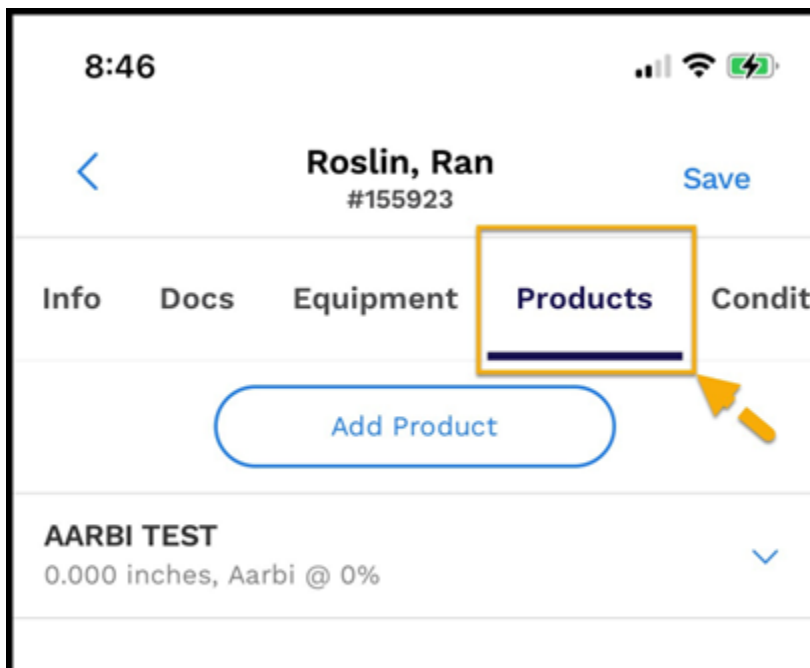 8:46
Roslin, Ran
#155923
Save
Info Docs Equipment Products Condit
Add Product
AARBI TEST
0.000 inches, Aarbi @ 0%